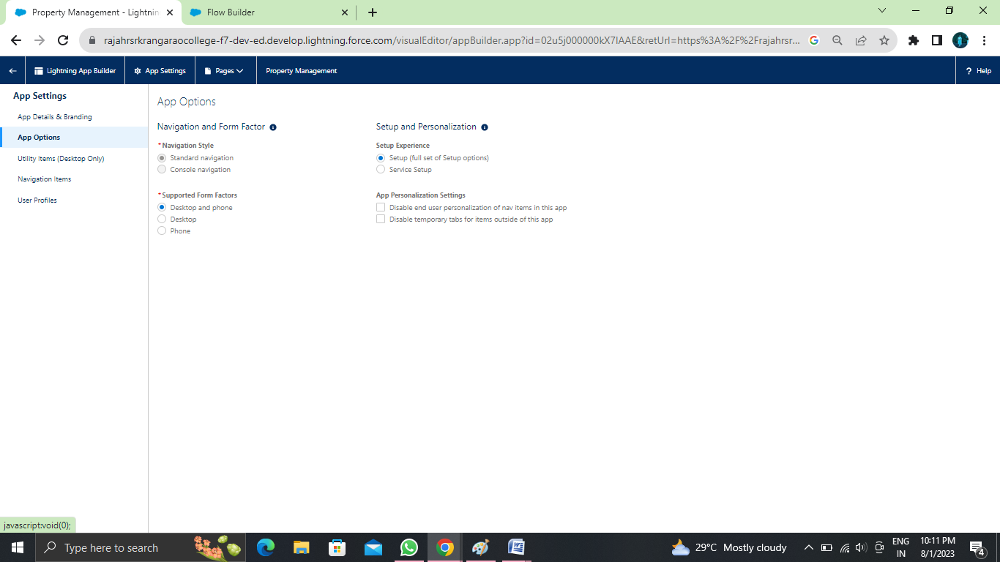 Property Management - Lightnin
Flow Builder
rajahrsrkrangaraocollege-f7-dev-ed.develop.lightning.force.com/visualEditor/appBuilder.app?id=02u5j000000kX7lAAE&retUrl=https%3A%2F%2Frajahrsr...
Lightning App Builder
App Settings
Pages
Property Management
? Help
App Settings
App Details & Branding
App Options
Utility Items (Desktop Only)
Navigation Items
User Profiles
App Options
Navigation and Form Factor
*Navigation Style
Standard navigation
Console navigation
*Supported Form Factors
Desktop and phone
Desktop
Phone
Setup and Personalization
Setup Experience
Setup (full set of Setup options)
Service Setup
App Personalization Settings
Disable end user personalization of nav items in this app
Disable temporary tabs for items outside of this app
javascript:void(0);
Type here to search
29°C Mostly cloudy
ENG
IN
10:11 PM
8/1/2023
4